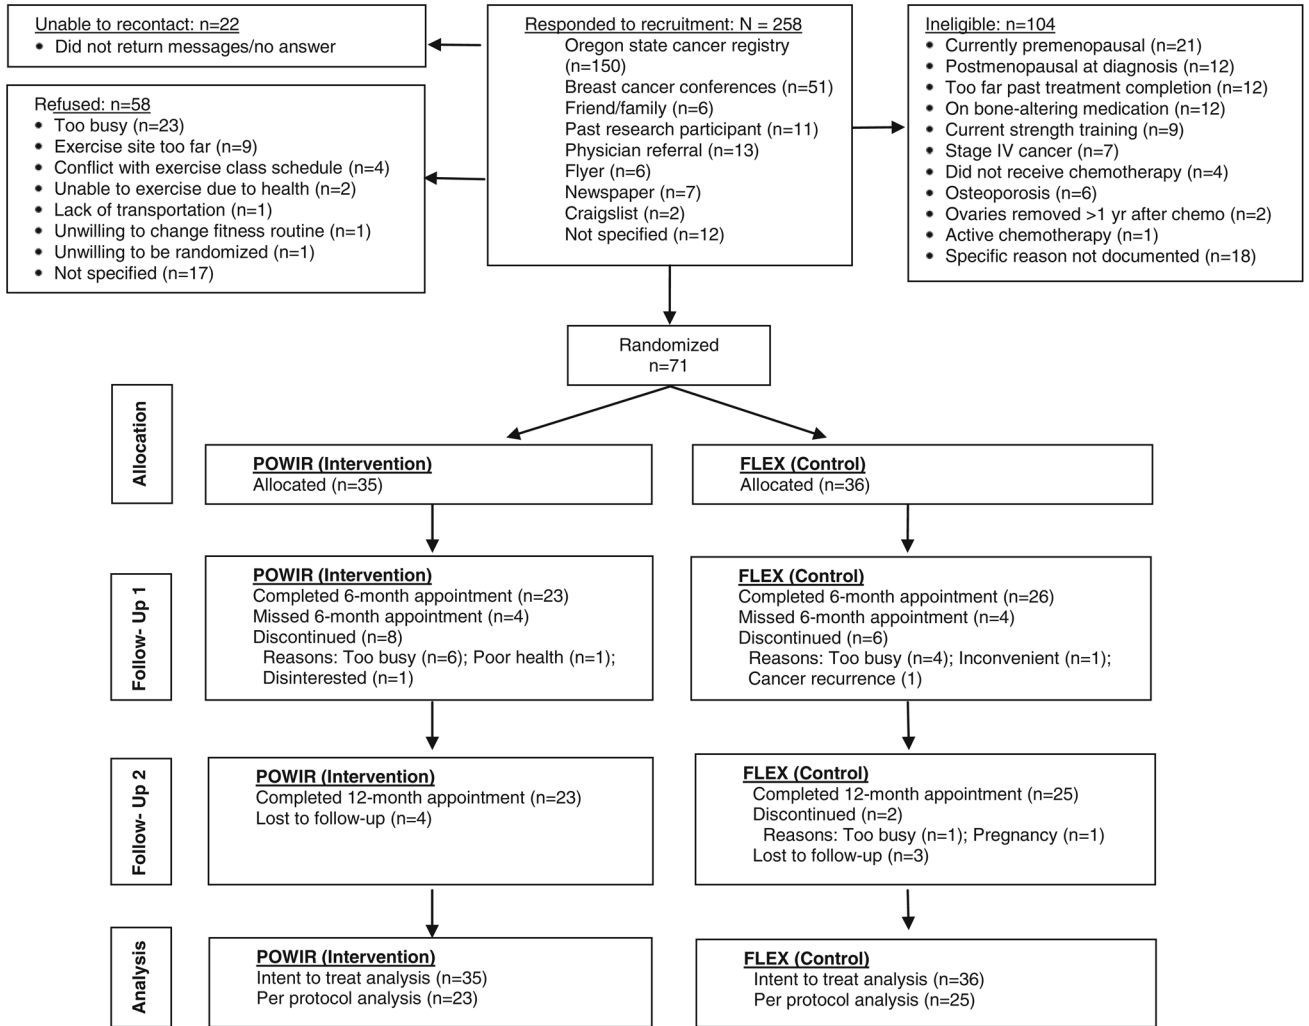 Unable to recontact: n=22
• Did not return messages/no answer
Refused: n=58
• Too busy (n=23)
• Exercise site too far (n=9)
• Conflict with exercise class schedule (n=4)
• Unable to exercise due to health (n=2)
• Lack of transportation (n=1)
• Unwilling to change fitness routine (n=1)
• Unwilling to be randomized (n=1)
• Not specified (n=17)
Responded to recruitment: N = 258
Oregon state cancer registry
(n=150)
Breast cancer conferences (n=51)
Friend/family (n=6)
Past research participant (n=11)
Physician referral (n=13)
Flyer (n=6)
Newspaper (n=7)
Craigslist (n=2)
Not specified (n=12)
Ineligible: n=104
• Currently premenopausal (n=21)
• Postmenopausal at diagnosis (n=12)
• Too far past treatment completion (n=12)
• On bone-altering medication (n=12)
• Current strength training (n=9)
• Stage IV cancer (n=7)
• Did not receive chemotherapy (n=4)
• Osteoporosis (n=6)
• Ovaries removed >1 yr after chemo (n=2)
• Active chemotherapy (n=1)
• Specific reason not documented (n=18)
Randomized
n=71
Allocation
POWIR (Intervention)
Allocated (n=35)
FLEX (Control)
Allocated (n=36)
Follow- Up 1
POWIR (Intervention)
Completed 6-month appointment (n=23)
Missed 6-month appointment (n=4)
Discontinued (n=8)
Reasons: Too busy (n=6); Poor health (n=1);
Disinterested (n=1)
FLEX (Control)
Completed 6-month appointment (n=26)
Missed 6-month appointment (n=4)
Discontinued (n=6)
Reasons: Too busy (n=4); Inconvenient (n=1);
Cancer recurrence (1)
Follow- Up 2
POWIR (Intervention)
Completed 12-month appointment (n=23)
Lost to follow-up (n=4)
FLEX (Control)
Completed 12-month appointment (n=25)
Discontinued (n=2)
Reasons: Too busy (n=1); Pregnancy (n=1)
Lost to follow-up (n=3)
Analysis
POWIR (Intervention)
Intent to treat analysis (n=35)
Per protocol analysis (n=23)
FLEX (Control)
Intent to treat analysis (n=36)
Per protocol analysis (n=25)